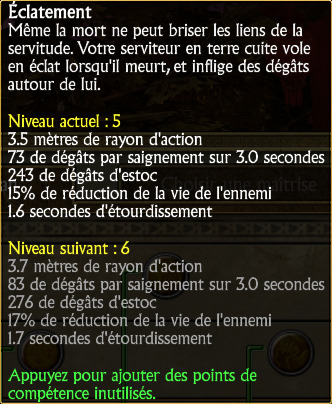 Éclatement
Même la mort ne peut briser les liens de la
servitude. Votre serviteur en terre cuite vole
en éclat lorsqu'il meurt, et inflige des dégâts
autour de lui.
Niveau actuel : 5
3.5 mètres de rayon d'action
73 de dégâts par saignement sur 3.0 secondes
243 de dégâts d'estoc
15% de réduction de la vie de l'ennemi
1.6 secondes d'étourdissement
Niveau suivant : 6
3.7 mètres de rayon d'action
83 de dégâts par saignement sur 3.0 secondes
276 de dégâts d'estoc
17% de réduction de la vie de l'ennemi
1.7 secondes d'étourdissement
Appuyez pour ajouter des points de
compétence inutilisés.